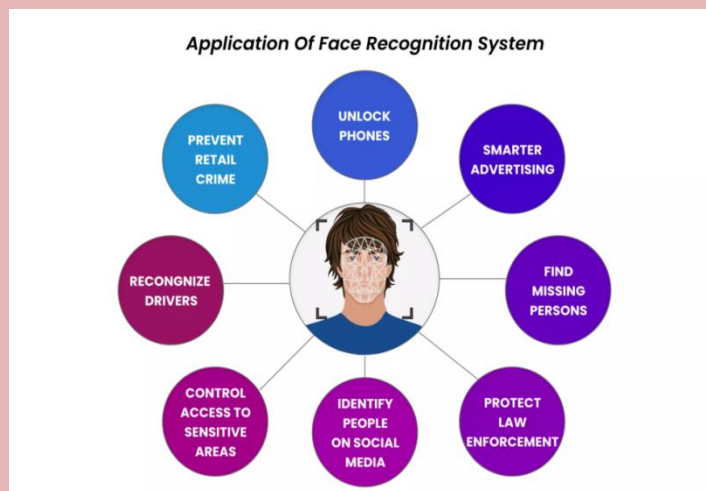 Application Of Face Recognition System
UNLOCK
PHONES
SMARTER
ADVERTISING
FIND
MISSING
PERSONS
PROTECT
LAW
ENFORCEMENT
IDENTIFY
PEOPLE
ON SOCIAL
MEDIA
CONTROL
ACCESS TO
SENSITIVE
AREAS
RECONGNIZE
DRIVERS
PREVENT
RETAIL
CRIME